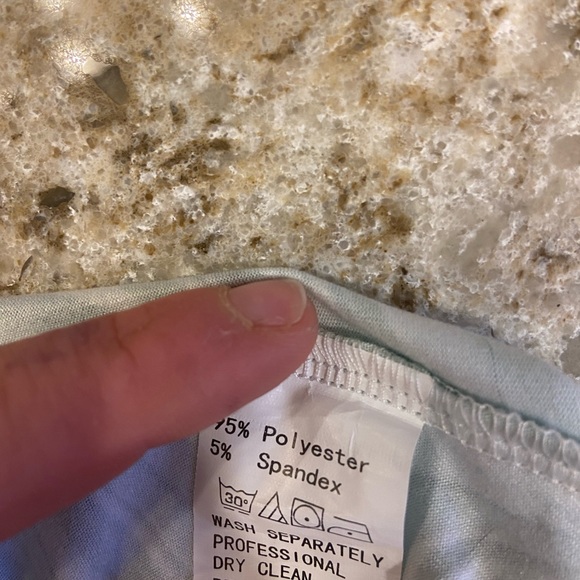 95% Polyester
5% Spandex
30°
WASH SEPARATELY
PROFESSIONAL
DRY CLEAN